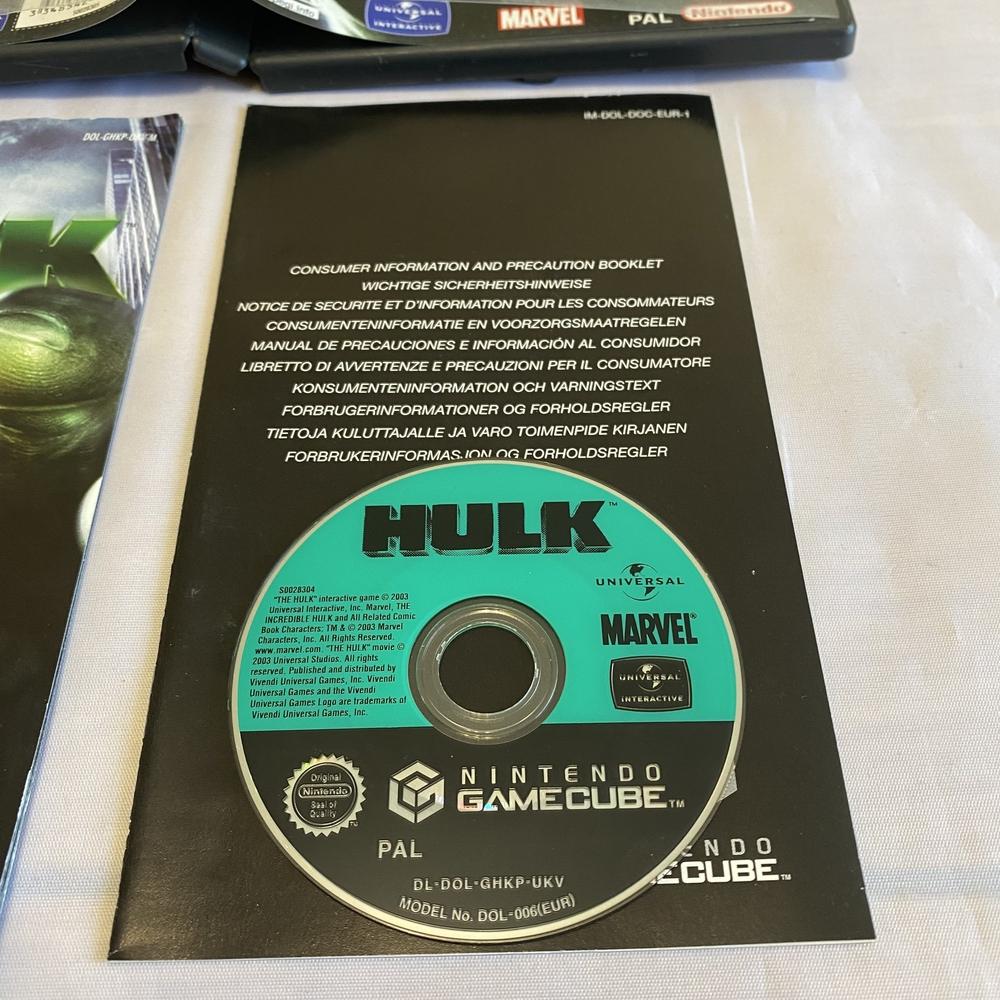 UNIVERSAL
INTERACTIVE
MARVEL
PAL
Nintendo
IM-DOL-DOC-EUR-1
CONSUMER INFORMATION AND PRECAUTION BOOKLET
WICHTIGE SICHERHEITSHINWEISE
NOTICE DE SECURITE ET D'INFORMATION POUR LES CONSOMMATEURS
CONSUMENTENINFORMATIE EN VOORZORGSMAATREGELEN
MANUAL DE PRECAUCIONES E INFORMACIÓN AL CONSUMIDOR
LIBRETTO DI AVVERTENZE E PRECAUZIONI PER IL CONSUMATORE
KONSUMENTENINFORMATION OCH VARNINGSTEXT
FORBRUGERINFORMATIONER OG FORHOLDSREGLER
TIETOJA KULUTTAJALLE JA VARO TOIMENPIDE KIRJANEN
FORBRUKERINFORMASJON OG FORHOLDSREGLER
HULK™
UNIVERSAL
MARVEL®
UNIVERSAL
INTERACTIVE
S0028304
"THE HULK" interactive game © 2003
Universal Interactive, Inc. Marvel, THE
INCREDIBLE HULK and All Related Comic
Book Characters: TM & © 2003 Marvel
Characters, Inc. All Rights Reserved.
www.marvel.com. "THE HULK" movie ©
2003 Universal Studios. All rights
reserved. Published and distributed by
Vivendi Universal Games, Inc. Vivendi
Universal Games and the Vivendi
Universal Games Logo are trademarks of
Vivendi Universal Games, Inc.
Original
Nintendo
Seal of
Quality
TM
NINTENDO
GAMECUBE™
PAL
DL-DOL-GHKP-UKV
MODEL No. DOL-006(EUR)
ENDO
ECUBE™
LK™